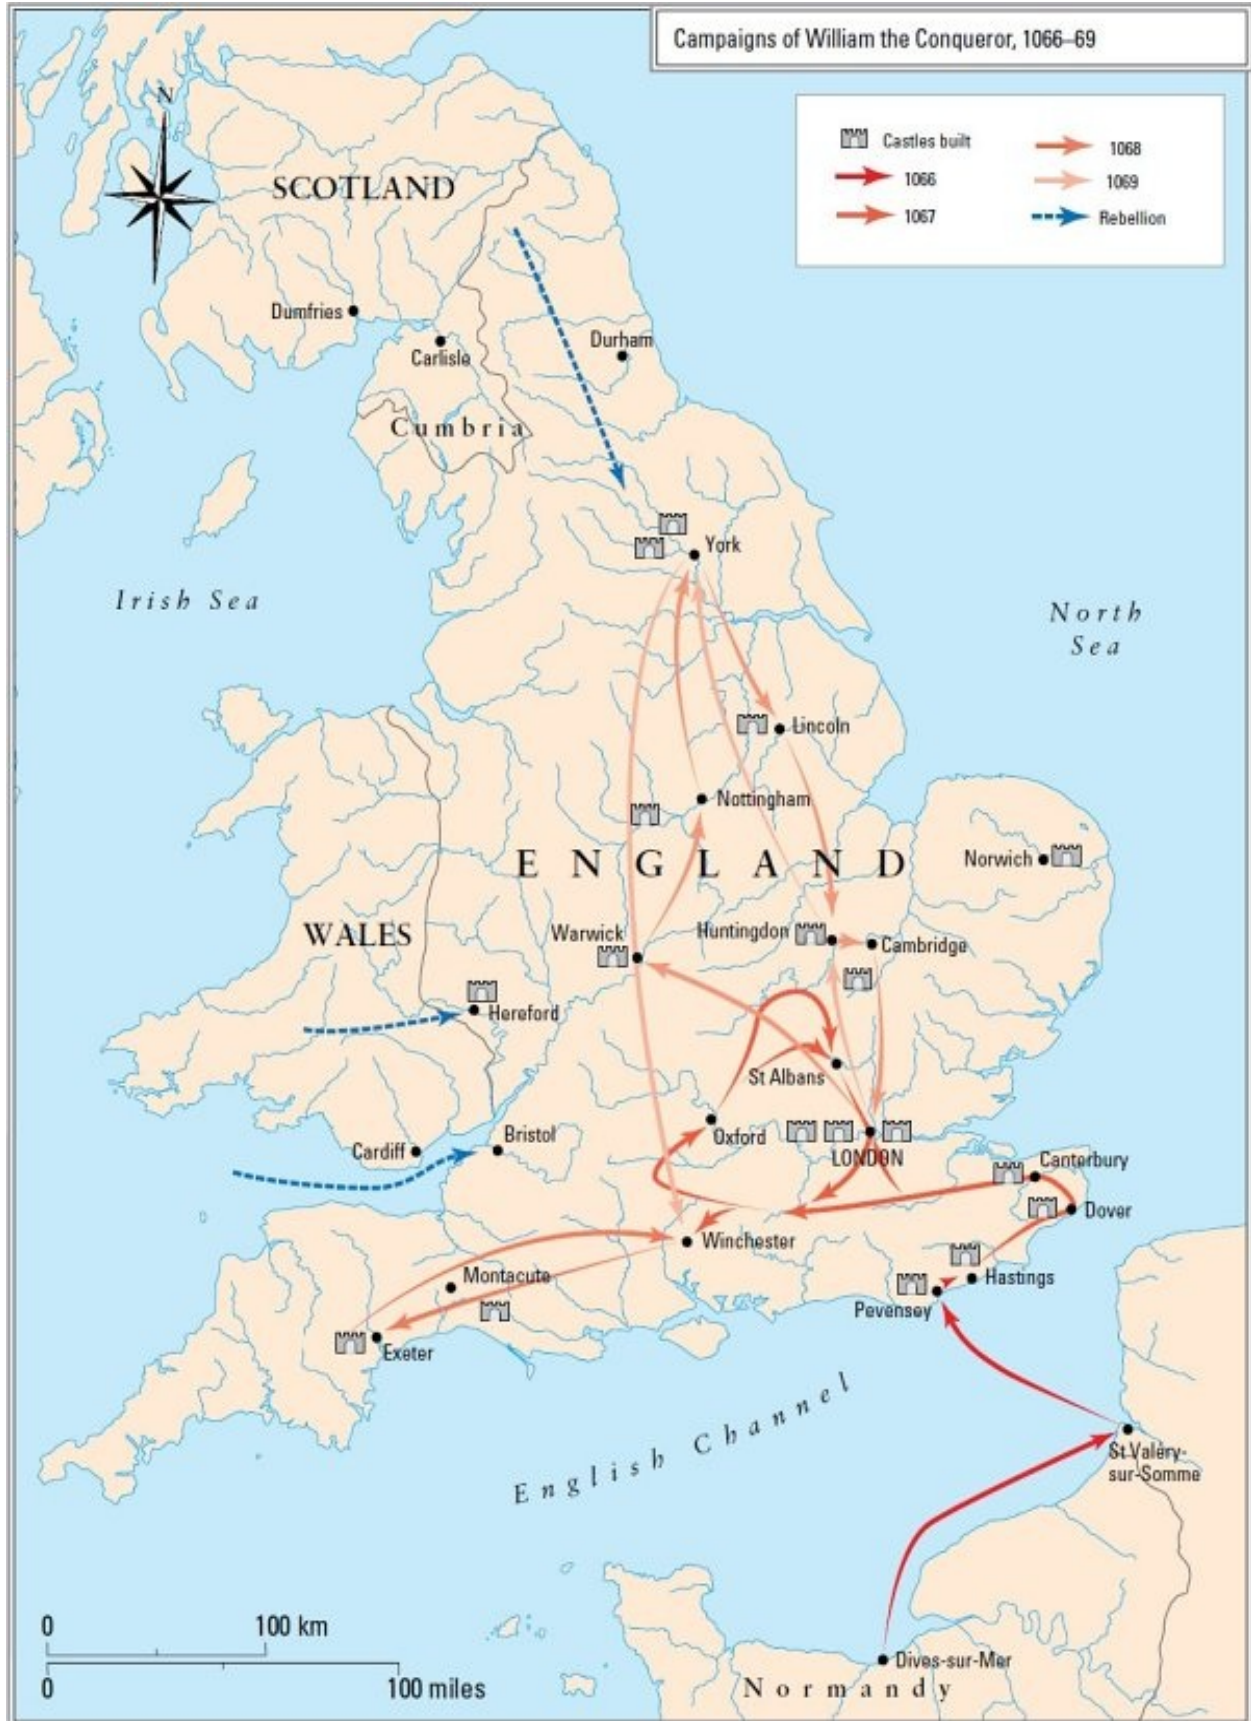 Campaigns of William the Conqueror, 1066–69
N
Castles built
1066
1067
1068
1069
Rebellion
SCOTLAND
Dumfries
Carlisle
Durham
Cumbria
York
Irish Sea
North
Sea
Lincoln
Nottingham
ENGLAND
Norwich
WALES
Warwick
Huntingdon
Cambridge
Hereford
St Albans
Oxford
LONDON
Cardiff
Bristol
Canterbury
Dover
Winchester
Hastings
Montacute
Pevensey
Exeter
English Channel
St Valèry-
sur-Somme
0 100 km
0 100 miles
Dives-sur-Mer
Normandy